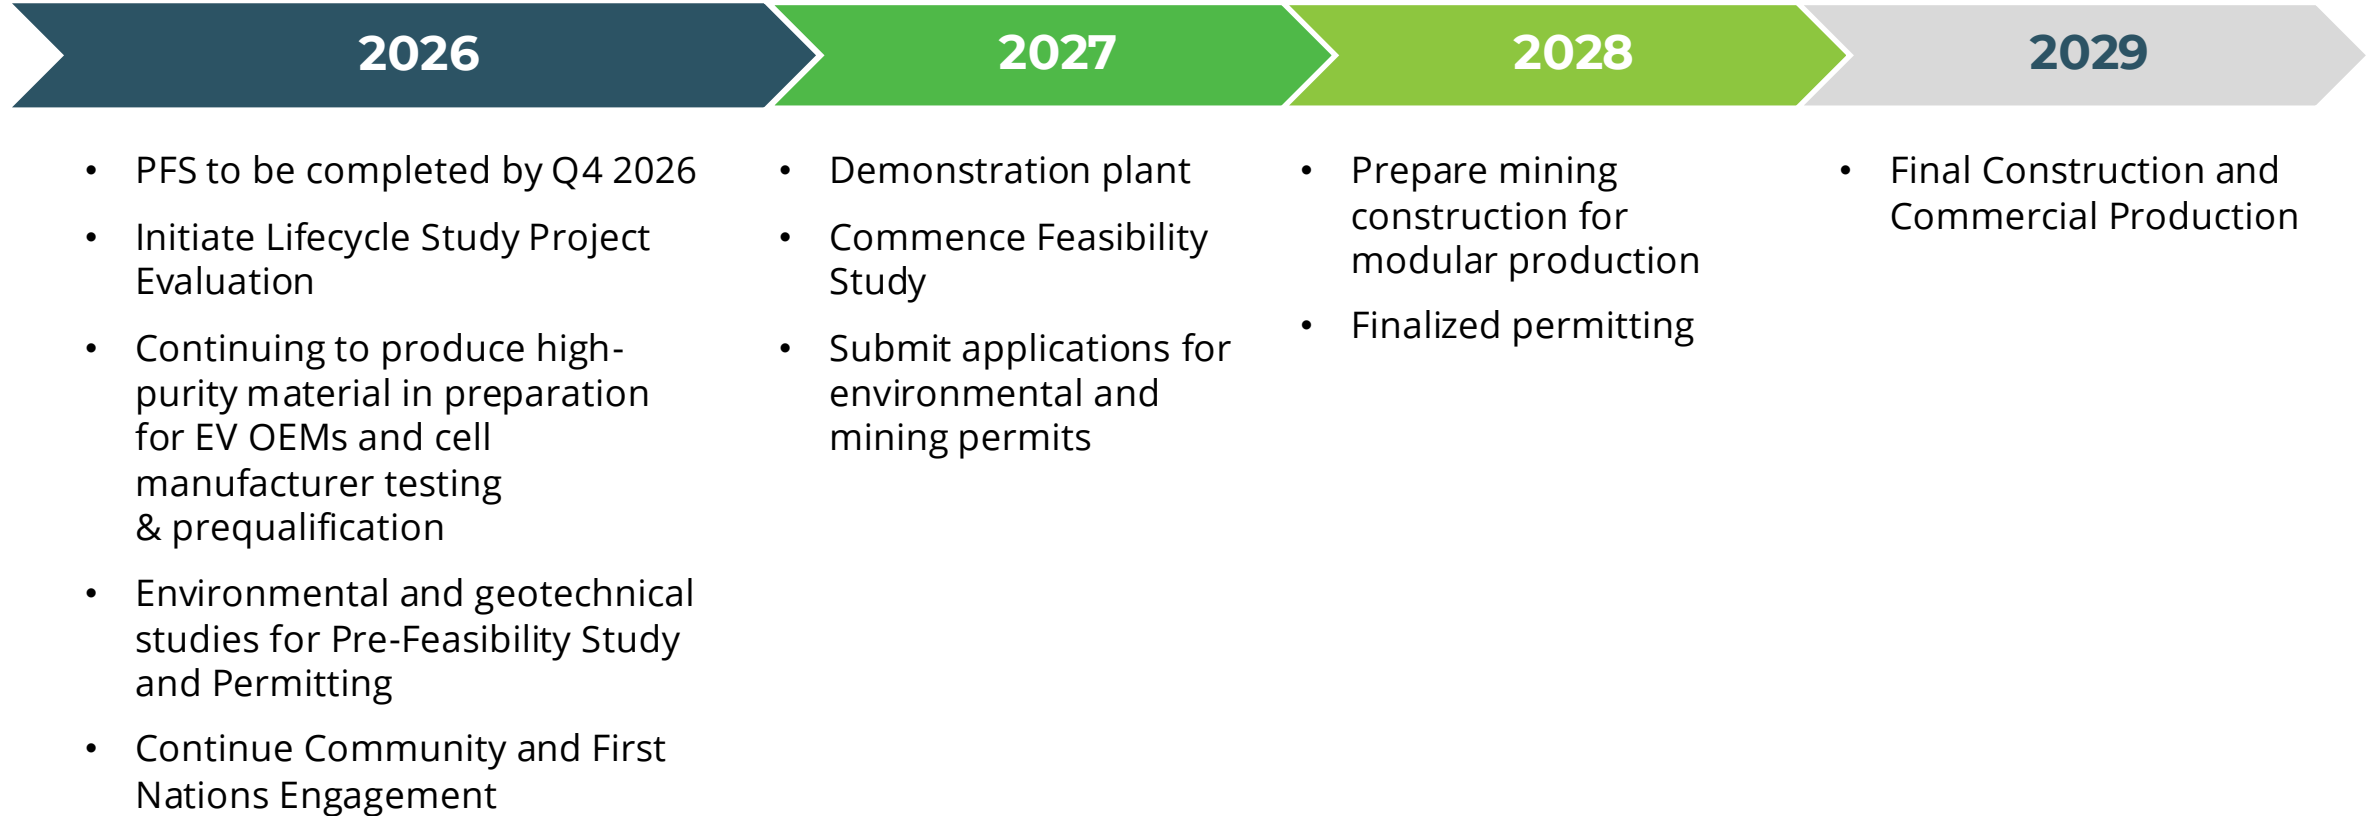 2026
2027
2028
2029
• PFS to be completed by Q4 2026
• Initiate Lifecycle Study Project
Evaluation
• Continuing to produce high-
purity material in preparation
for EV OEMs and cell
manufacturer testing
& prequalification
• Environmental and geotechnical
studies for Pre-Feasibility Study
and Permitting
• Continue Community and First
Nations Engagement
• Demonstration plant
• Commence Feasibility
Study
• Submit applications for
environmental and
mining permits
• Prepare mining
construction for
modular production
• Finalized permitting
• Final Construction and
Commercial Production